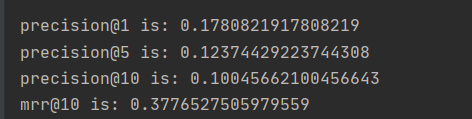 precision@1 is: 0.1780821917808219
precision@5 is: 0.12374429223744308
precision@10 is: 0.10045662100456643
mrr@10 is: 0.3776527505979559